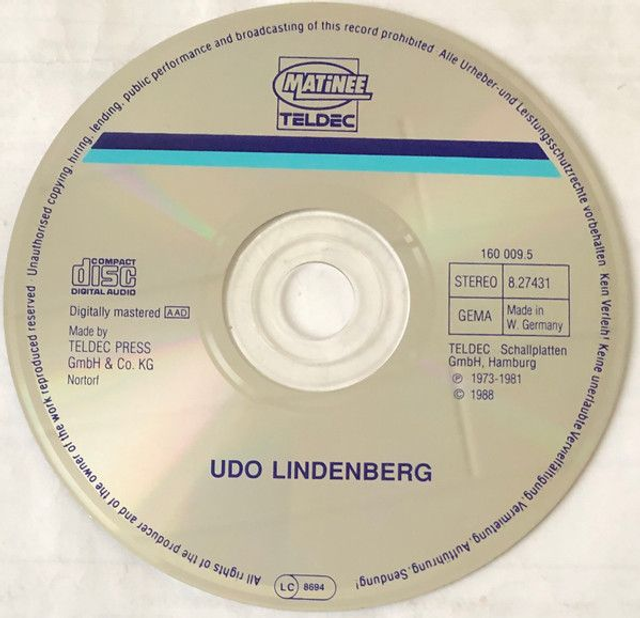 MATINEE
TELDEC
COMPACT
disc
DIGITAL AUDIO
Digitally mastered AAD
Made by
TELDEC PRESS
GmbH & Co. KG
Nortorf
160 009.5
STEREO 8.27431
GEMA Made in
W. Germany
TELDEC Schallplatten
GmbH, Hamburg
Ⓟ 1973-1981
© 1988
UDO LINDENBERG
LC 8694
All rights of the producer and of the owner of the work reproduced reserved Unauthorised copying, hiring, lending, public performance and broadcasting of this record prohibited Alle Urheber-und Leistungsschutzrechte vorbehalten Kein Verleih! Keine unerlaubte Vervielfältigung, Vermietung, Aufführung, Sendung!